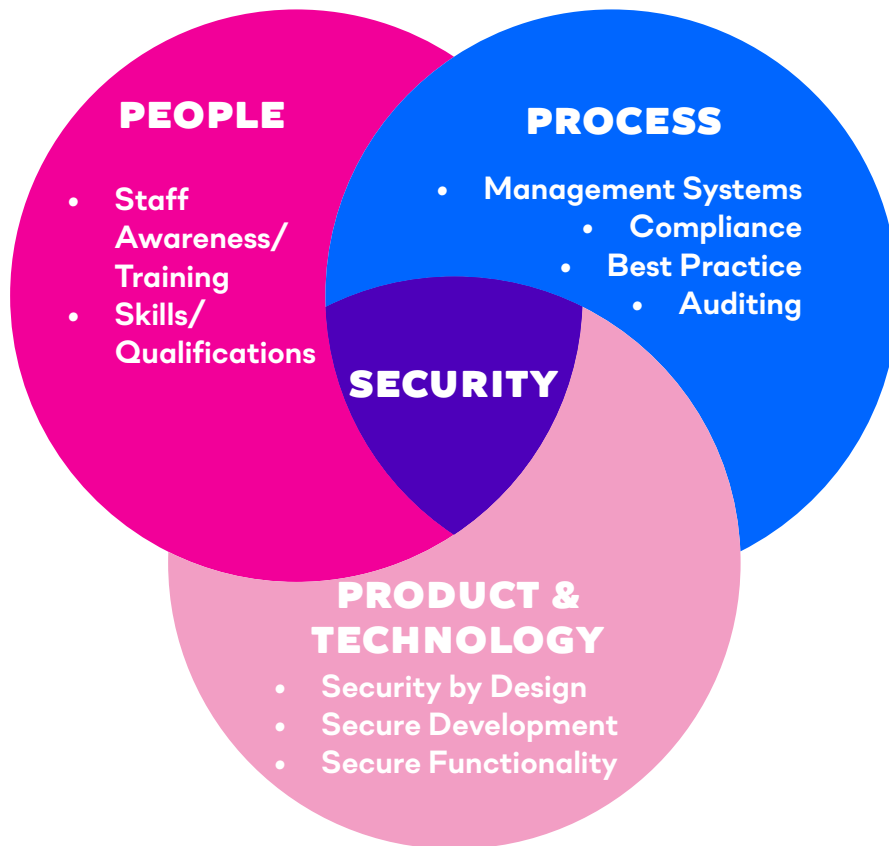 PEOPLE
• Staff
Awareness/
Training
• Skills/
Qualifications
PROCESS
• Management Systems
• Compliance
• Best Practice
• Auditing
SECURITY
PRODUCT &
TECHNOLOGY
• Security by Design
• Secure Development
• Secure Functionality